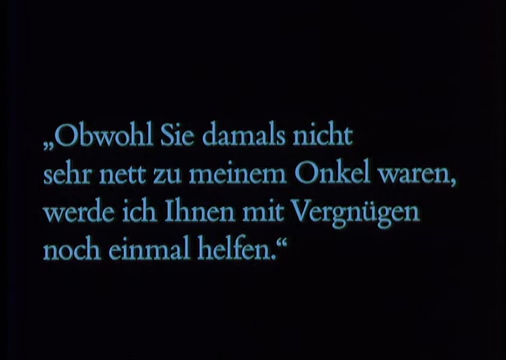 „Obwohl Sie damals nicht
sehr nett zu meinem Onkel waren,
werde ich Ihnen mit Vergnügen
noch einmal helfen.“